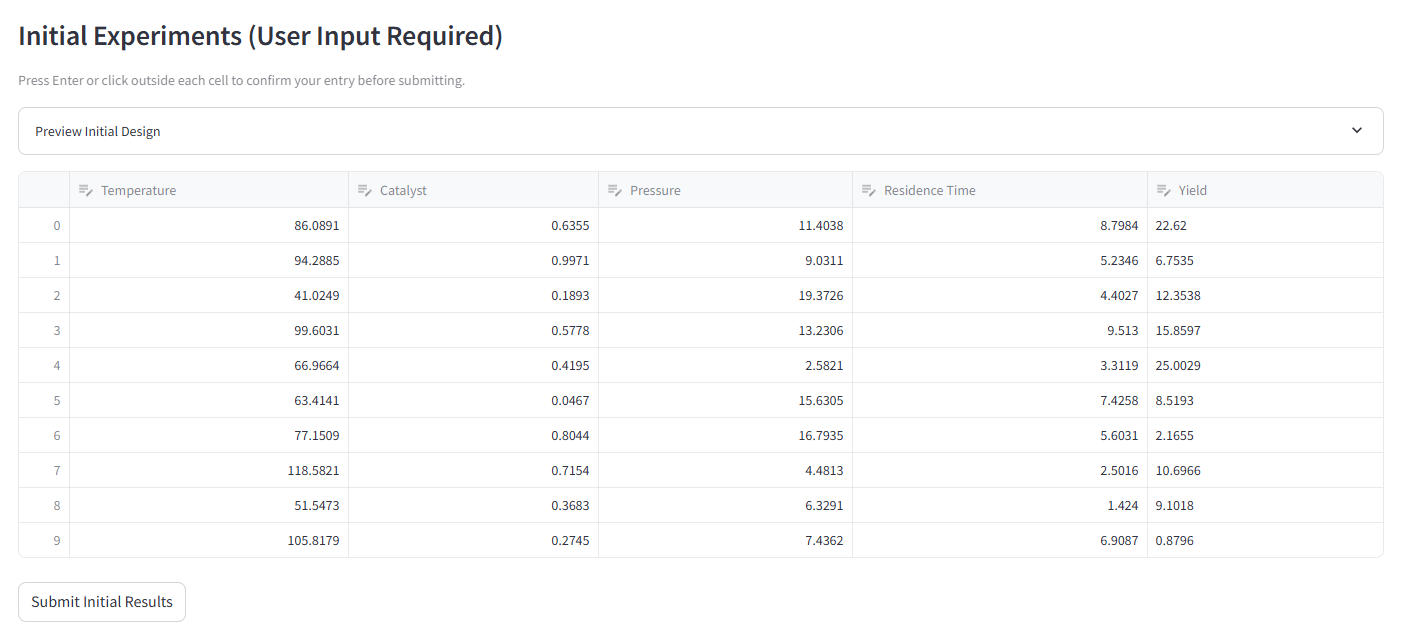 Initial Experiments (User Input Required)
Press Enter or click outside each cell to confirm your entry before submitting.
Preview Initial Design
Temperature Catalyst Pressure Residence Time Yield
0 86.0891 0.6355 11.4038 8.7984 22.62
1 94.2885 0.9971 9.0311 5.2346 6.7535
2 41.0249 0.1893 19.3726 4.4027 12.3538
3 99.6031 0.5778 13.2306 9.513 15.8597
4 66.9664 0.4195 2.5821 3.3119 25.0029
5 63.4141 0.0467 15.6305 7.4258 8.5193
6 77.1509 0.8044 16.7935 5.6031 2.1655
7 118.5821 0.7154 4.4813 2.5016 10.6966
8 51.5473 0.3683 6.3291 1.424 9.1018
9 105.8179 0.2745 7.4362 6.9087 0.8796
Submit Initial Results